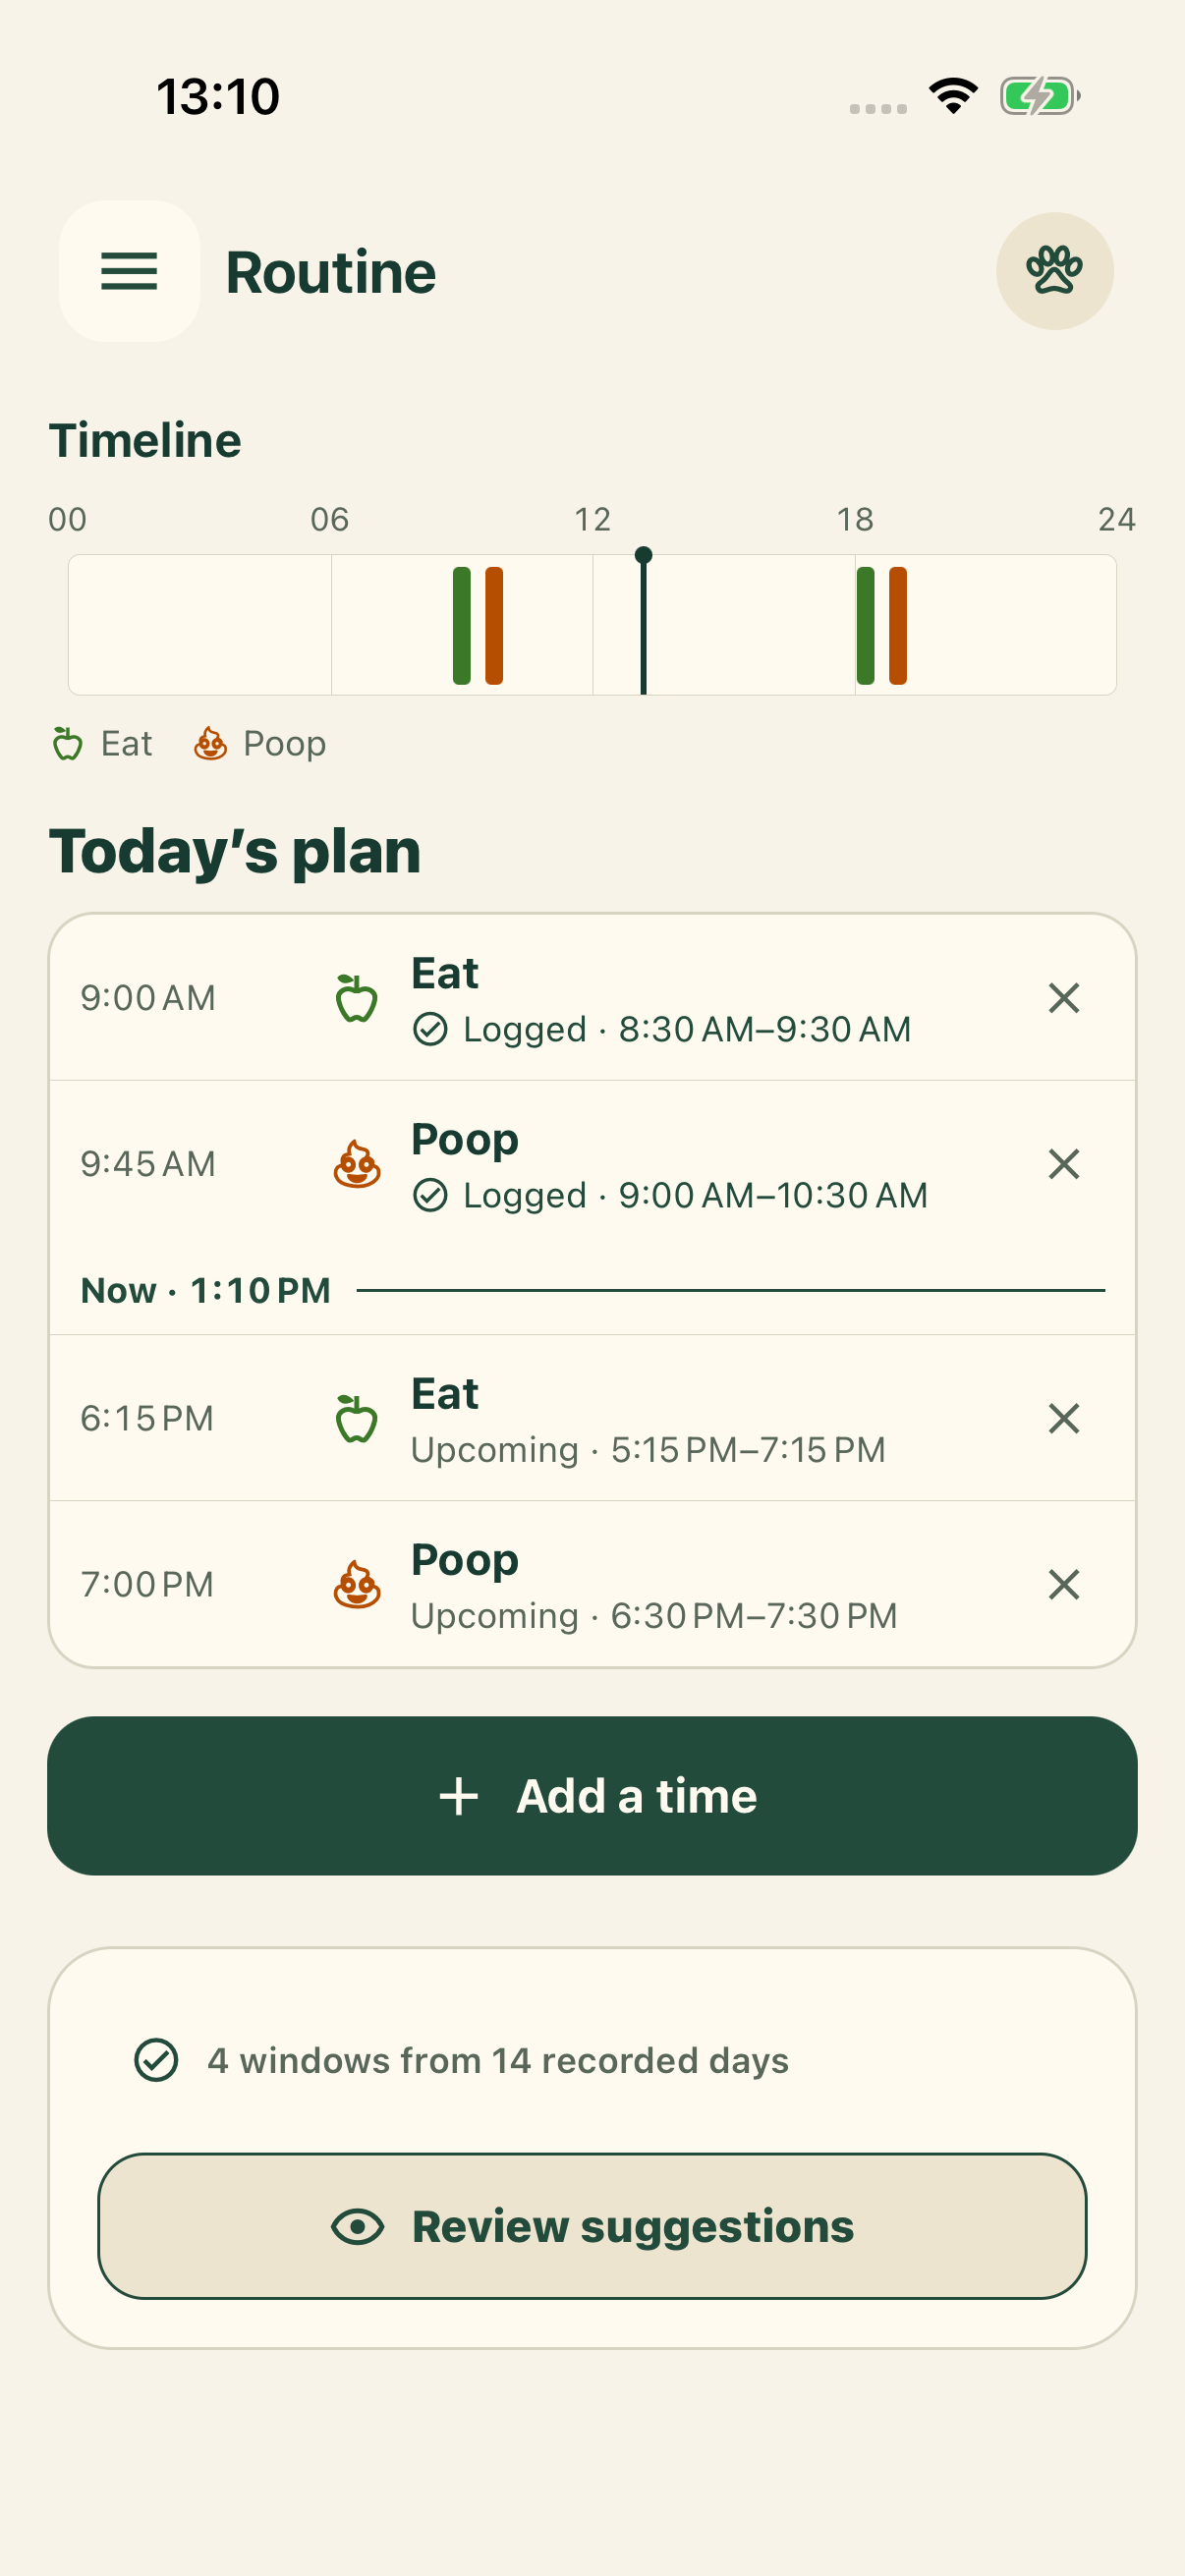 13:10
Routine
Timeline
00 06 12 18 24
Eat Poop
Today’s plan
9:00 AM
Eat
Logged · 8:30 AM–9:30 AM
9:45 AM
Poop
Logged · 9:00 AM–10:30 AM
Now · 1:10 PM
6:15 PM
Eat
Upcoming · 5:15 PM–7:15 PM
7:00 PM
Poop
Upcoming · 6:30 PM–7:30 PM
Add a time
4 windows from 14 recorded days
Review suggestions